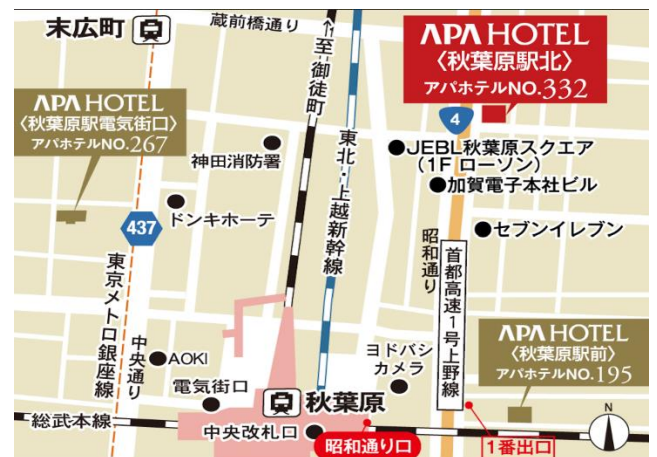 末広町
蔵前橋通り
⇧至 御徒町
APA HOTEL
〈秋葉原駅北〉
アパホテルNO.332
APA HOTEL
〈秋葉原駅電気街口〉
アパホテルNO.267
4
神田消防署
●JEBL秋葉原スクエア
(1F ローソン)
●加賀電子本社ビル
東北・上越新幹線
ドンキホーテ
437
●セブンイレブン
昭和通り
首都高速1号上野線
東京メトロ銀座線
中央通り
AOKI
電気街口
ヨドバシ
カメラ
APA HOTEL
〈秋葉原駅前〉
アパホテルNO.195
秋葉原
総武本線
中央改札口
昭和通り口
1番出口
N